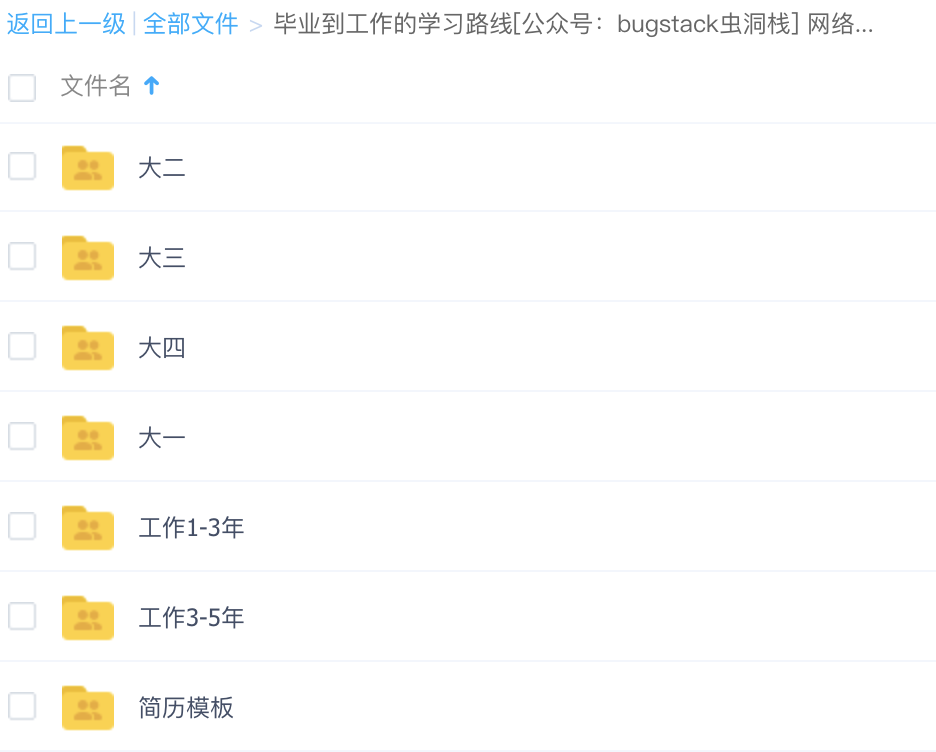 返回上一级 | 全部文件 > 毕业到工作的学习路线[公众号：bugstack虫洞栈] 网络...
文件名
大二
大三
大四
大一
工作1-3年
工作3-5年
简历模板